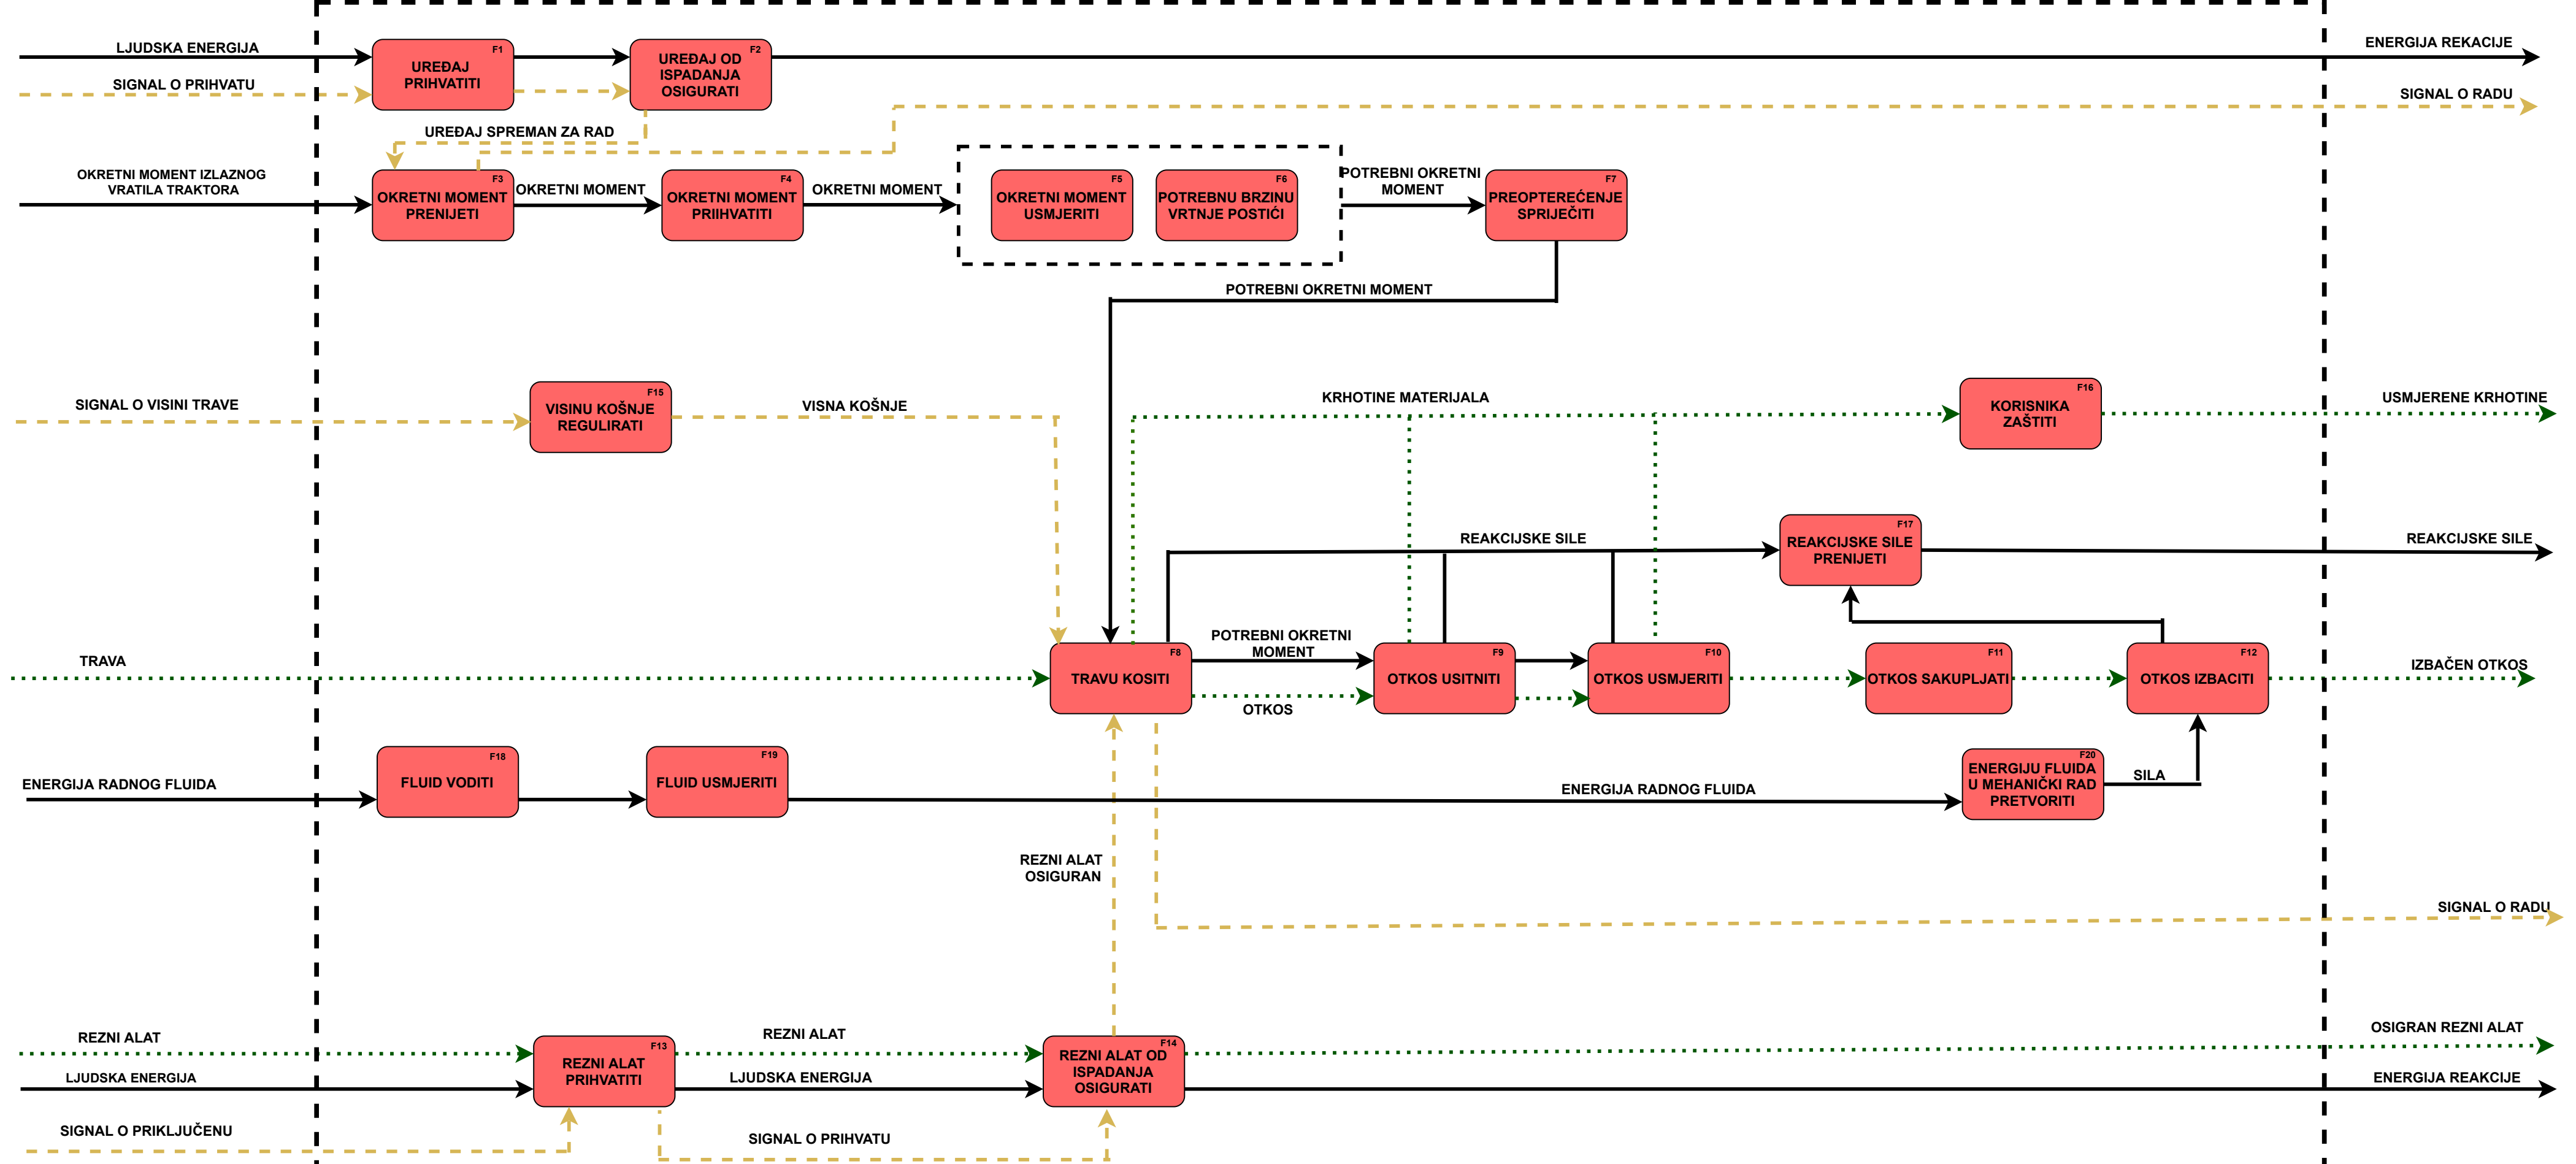 LJUDSKA ENERGIJA
F1
UREĐAJ
PRIHVATITI
F2
UREĐAJ OD
ISPADANJA
OSIGURATI
ENERGIJA REKACIJE
SIGNAL O PRIHVATU
SIGNAL O RADU
UREĐAJ SPREMAN ZA RAD
OKRETNI MOMENT IZLAZNOG
VRATILA TRAKTORA
F3
OKRETNI MOMENT
PRENIJETI
OKRETNI MOMENT
F4
OKRETNI MOMENT
PRIIHVATITI
OKRETNI MOMENT
F5
OKRETNI MOMENT
USMJERITI
F6
POTREBNU BRZINU
VRTNJE POSTIĆI
POTREBNI OKRETNI
MOMENT
F7
PREOPTEREĆENJE
SPRIJEČITI
POTREBNI OKRETNI MOMENT
SIGNAL O VISINI TRAVE
F15
VISINU KOŠNJE
REGULIRATI
VISNA KOŠNJE
KRHOTINE MATERIJALA
F16
KORISNIKA
ZAŠTITI
USMJERENE KRHOTINE
REAKCIJSKE SILE
F17
REAKCIJSKE SILE
PRENIJETI
REAKCIJSKE SILE
TRAVA
F8
TRAVU KOSITI
POTREBNI OKRETNI
MOMENT
OTKOS
F9
OTKOS USITNITI
F10
OTKOS USMJERITI
F11
OTKOS SAKUPLJATI
F12
OTKOS IZBACITI
IZBAČEN OTKOS
ENERGIJA RADNOG FLUIDA
F18
FLUID VODITI
F19
FLUID USMJERITI
ENERGIJA RADNOG FLUIDA
F20
ENERGIJU FLUIDA
U MEHANIČKI RAD
PRETVORITI
SILA
REZNI ALAT
OSIGURAN
SIGNAL O RADU
REZNI ALAT
F13
REZNI ALAT
PRIHVATITI
REZNI ALAT
F14
REZNI ALAT OD
ISPADANJA
OSIGURATI
OSIGRAN REZNI ALAT
LJUDSKA ENERGIJA
LJUDSKA ENERGIJA
ENERGIJA REAKCIJE
SIGNAL O PRIKLJUČENU
SIGNAL O PRIHVATU